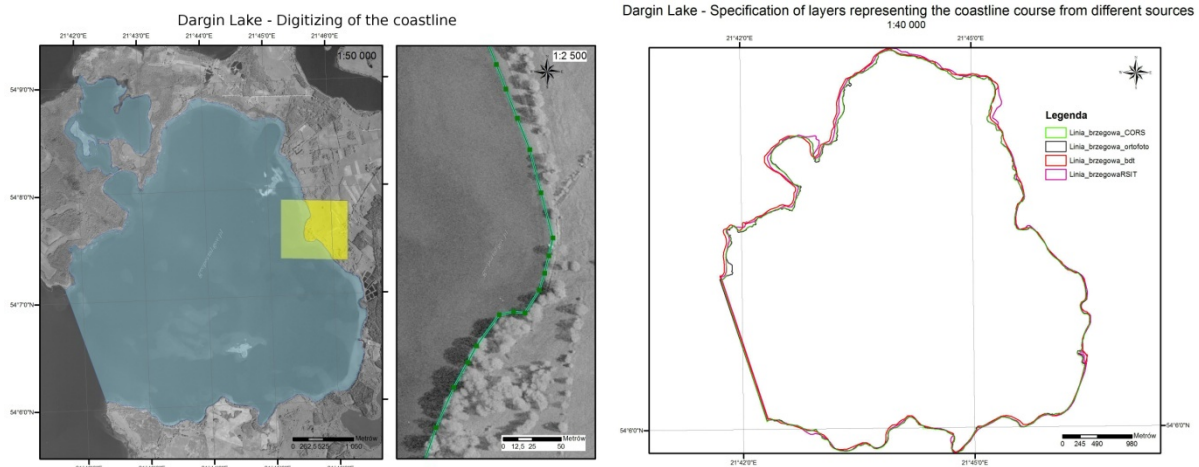 Dargin Lake - Digitizing of the coastline
21°42'0"E 21°43'0"E 21°44'0"E 21°45'0"E 21°46'0"E
1:50 000
54°9'0"N
54°8'0"N
54°7'0"N
54°6'0"N
Metrów
1:2 500
Metrów
0 12,5 25 50
Dargin Lake - Specification of layers representing the coastline course from different sources
1:40 000
21°42'0"E 21°45'0"E
Legenda
Linia_brzegowa_CORS
Linia_brzegowa_ortofoto
Linia_brzegowa_bdt
Linia_brzegowaRSIT
Metrów
0 245 490 980
54°6'0"N 54°6'0"N
21°42'0"E 21°45'0"E